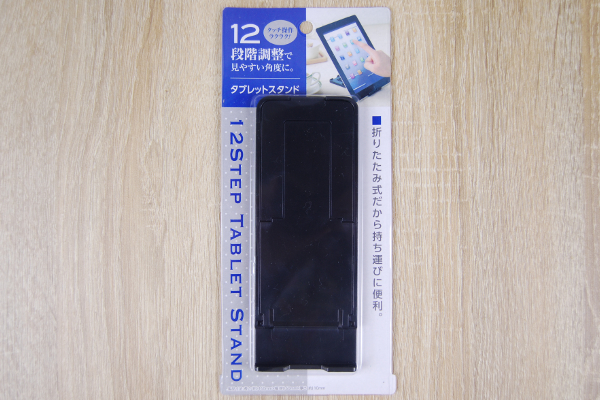 12
タッチ操作
ラクラク!
段階調整で
見やすい角度に。
タブレットスタンド
12STEP TABLET STAND
■折りたたみ式だから持ち運びに便利。